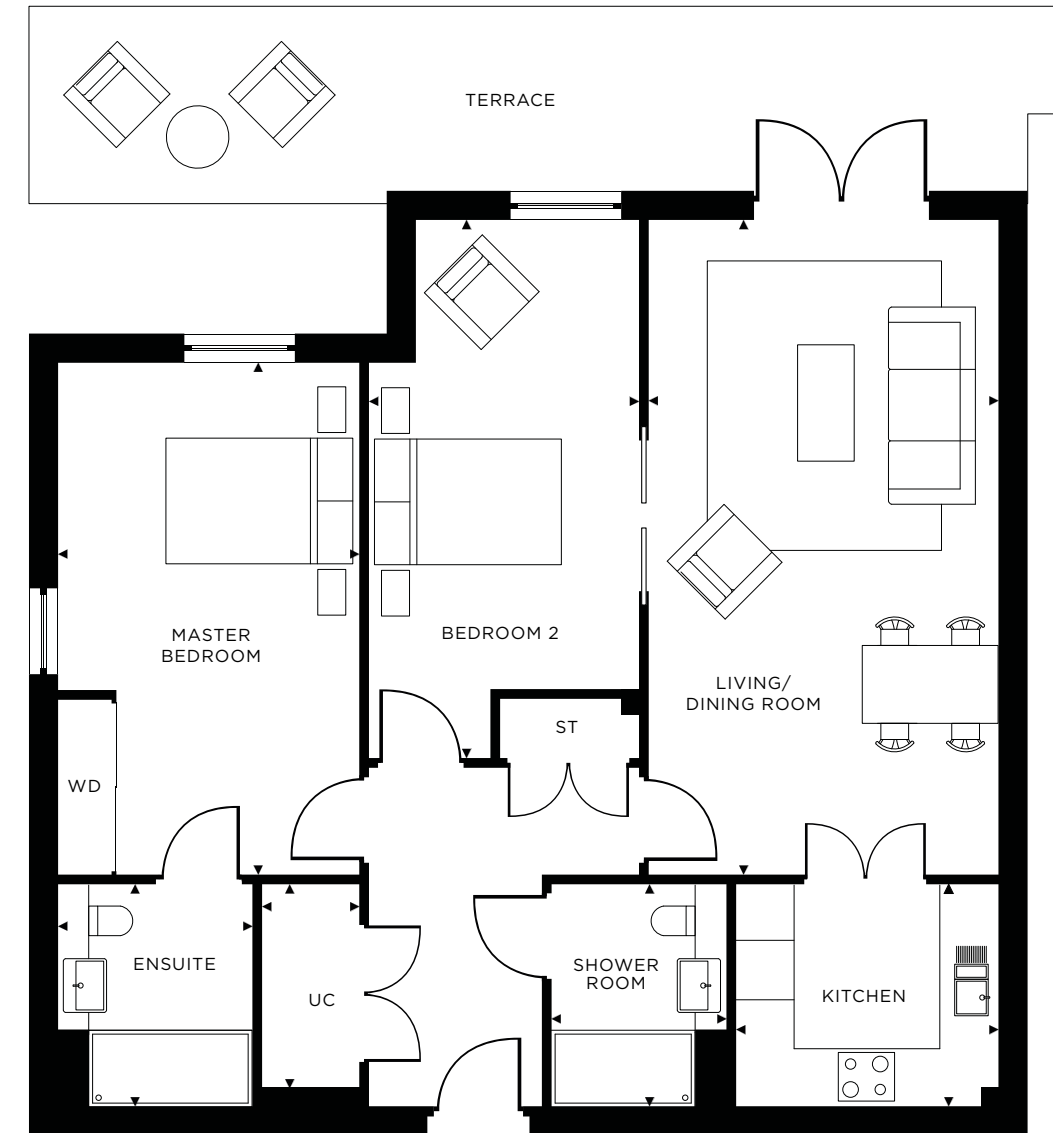 TERRACE
MASTER
BEDROOM
BEDROOM 2
LIVING/
DINING ROOM
ST
WD
ENSUITE
UC
SHOWER
ROOM
KITCHEN